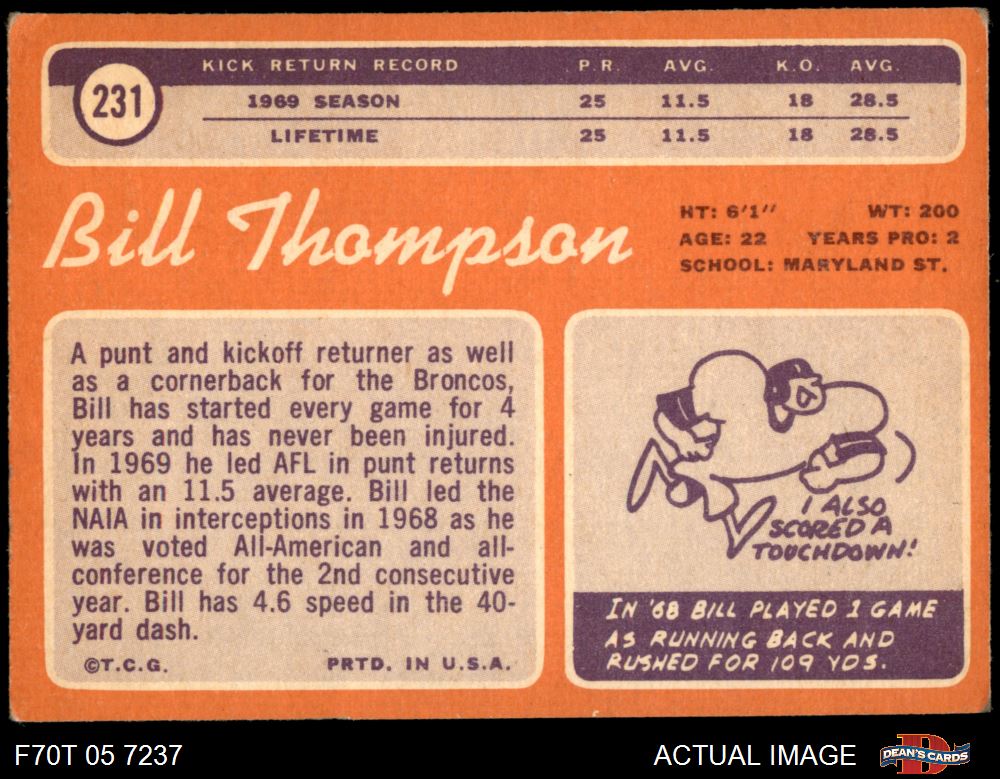 KICK RETURN RECORD P.R. AVG. K.O. AVG.
231
1969 SEASON 25 11.5 18 28.5
LIFETIME 25 11.5 18 28.5
Bill Thompson
HT: 6'1" WT: 200
AGE: 22 YEARS PRO: 2
SCHOOL: MARYLAND ST.
A punt and kickoff returner as well
as a cornerback for the Broncos,
Bill has started every game for 4
years and has never been injured.
In 1969 he led AFL in punt returns
with an 11.5 average. Bill led the
NAIA in interceptions in 1968 as he
was voted All-American and all-
conference for the 2nd consecutive
year. Bill has 4.6 speed in the 40-
yard dash.
©T.C.G. PRTD. IN U.S.A.
I ALSO
SCORED A
TOUCHDOWN!
IN '68 BILL PLAYED 1 GAME
AS RUNNING BACK AND
RUSHED FOR 109 YDS.
F70T 05 7237 ACTUAL IMAGE DEAN'S CARDS